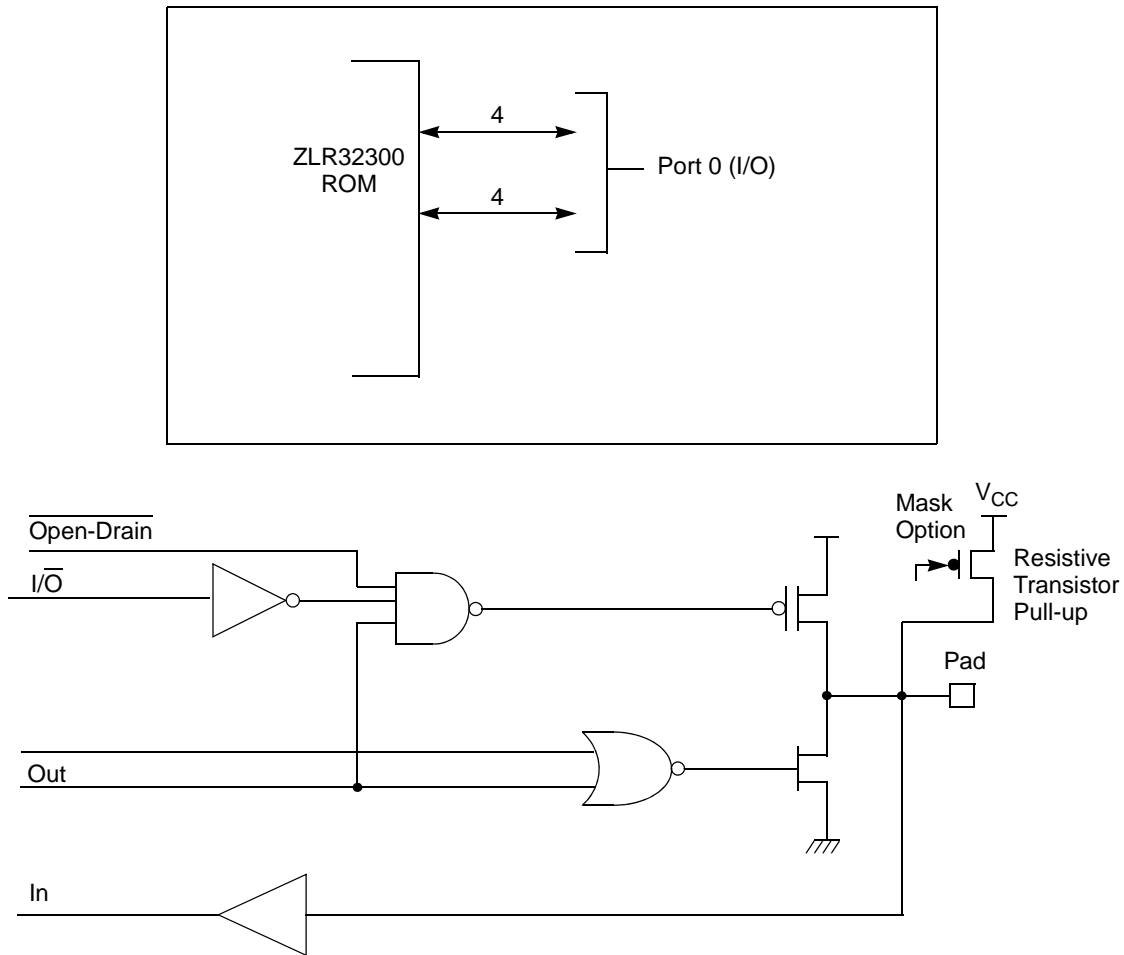 4
ZLR32300
ROM
Port 0 (I/O)
4
Open-Drain
I/O
Mask
Option
VCC
Resistive
Transistor
Pull-up
Pad
Out
In